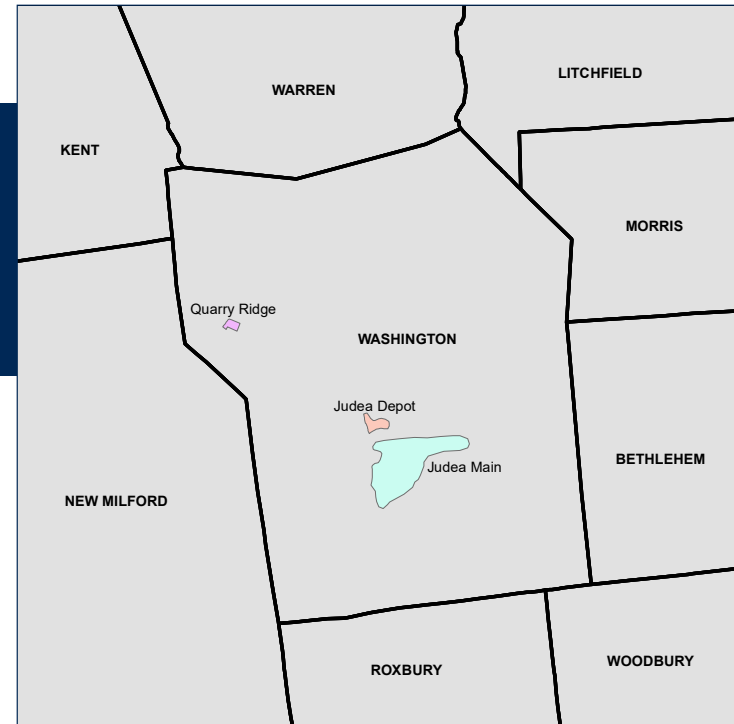 LITCHFIELD
WARREN
KENT
MORRIS
Quarry Ridge
WASHINGTON
Judea Depot
BETHLEHEM
Judea Main
NEW MILFORD
WOODBURY
ROXBURY